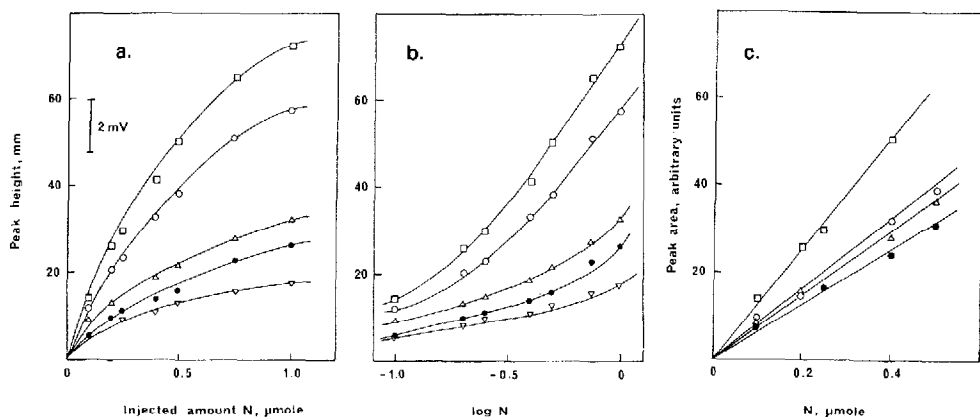 a.
b.
c.
60
40
20
2 mV
Peak height, mm
0
0.5
1.0
Injected amount N, µmole
60
40
20
-1.0
-0.5
0
log N
60
40
20
Peak area, arbitrary units
0
0.2
0.4
N, µmole